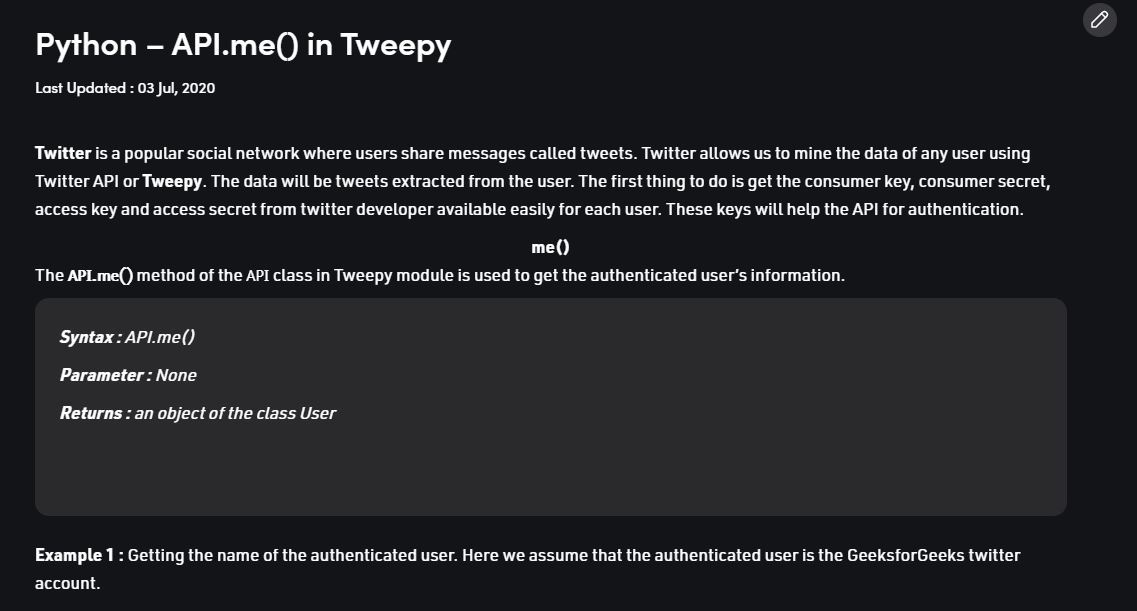 Python – API.me() in Tweepy
Last Updated : 03 Jul, 2020
Twitter is a popular social network where users share messages called tweets. Twitter allows us to mine the data of any user using
Twitter API or Tweepy. The data will be tweets extracted from the user. The first thing to do is get the consumer key, consumer secret,
access key and access secret from twitter developer available easily for each user. These keys will help the API for authentication.
me()
The API.me() method of the API class in Tweepy module is used to get the authenticated user’s information.
Syntax : API.me()
Parameter : None
Returns : an object of the class User
Example 1 : Getting the name of the authenticated user. Here we assume that the authenticated user is the GeeksforGeeks twitter
account.